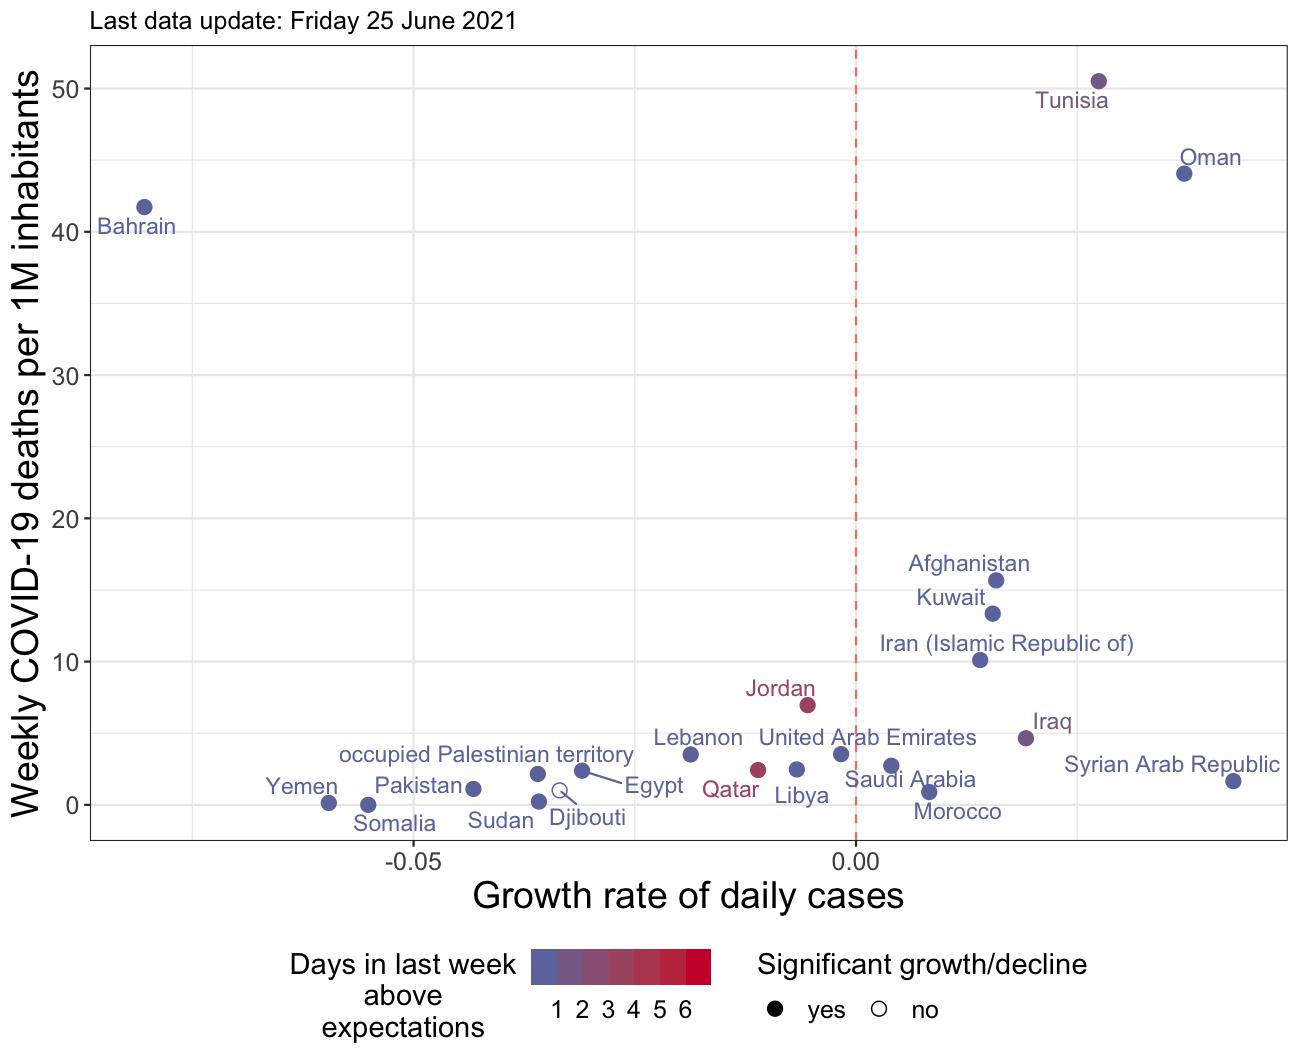 Last data update: Friday 25 June 2021
Weekly COVID-19 deaths per 1M inhabitants
50
40
30
20
10
0
Tunisia
Oman
Bahrain
Afghanistan
Kuwait
Iran (Islamic Republic of)
Jordan
Iraq
Lebanon
United Arab Emirates
occupied Palestinian territory
Syrian Arab Republic
Yemen
Pakistan
Egypt
Qatar
Libya
Saudi Arabia
Somalia
Sudan
Djibouti
Morocco
-0.05
0.00
Growth rate of daily cases
Days in last week
above
expectations
1 2 3 4 5 6
Significant growth/decline
yes
no